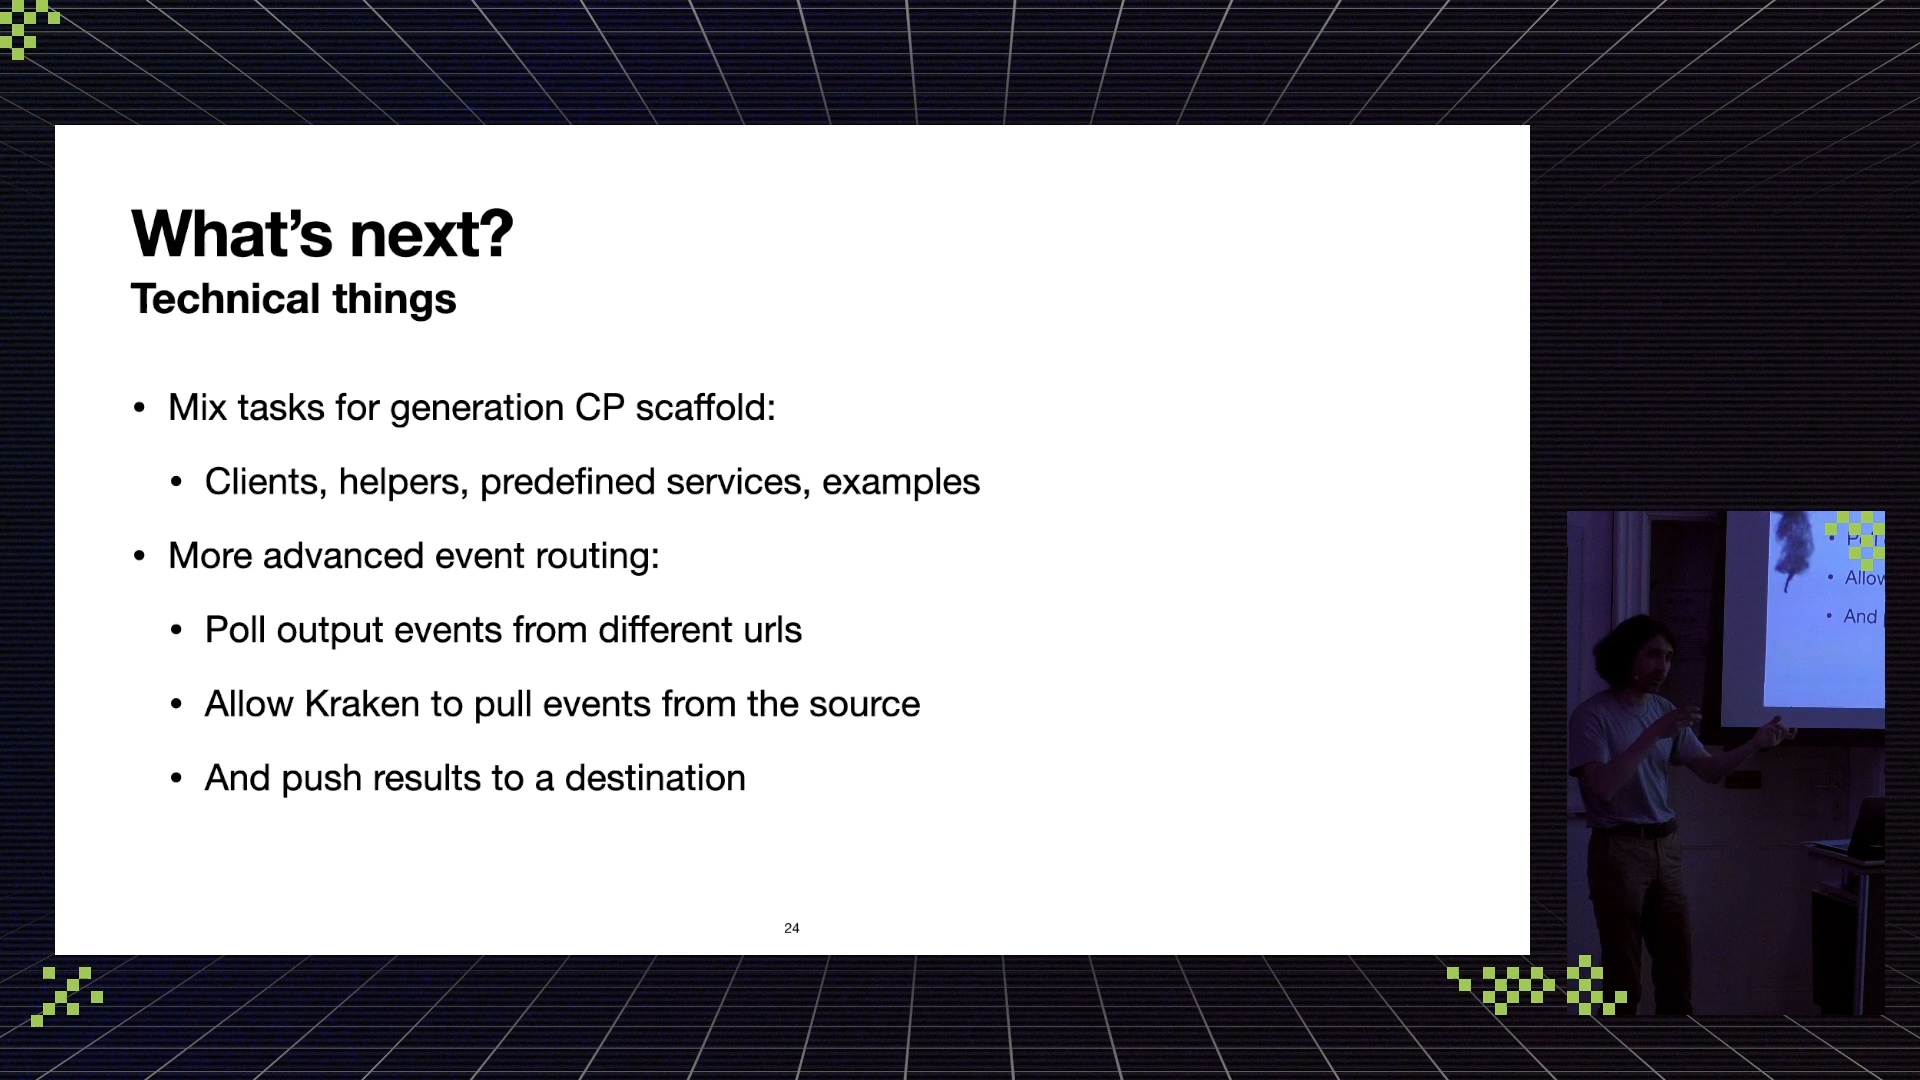 What’s next?
Technical things
• Mix tasks for generation CP scaffold:
• Clients, helpers, predefined services, examples
• More advanced event routing:
• Poll output events from different urls
• Allow Kraken to pull events from the source
• And push results to a destination
24
• Allow
• And